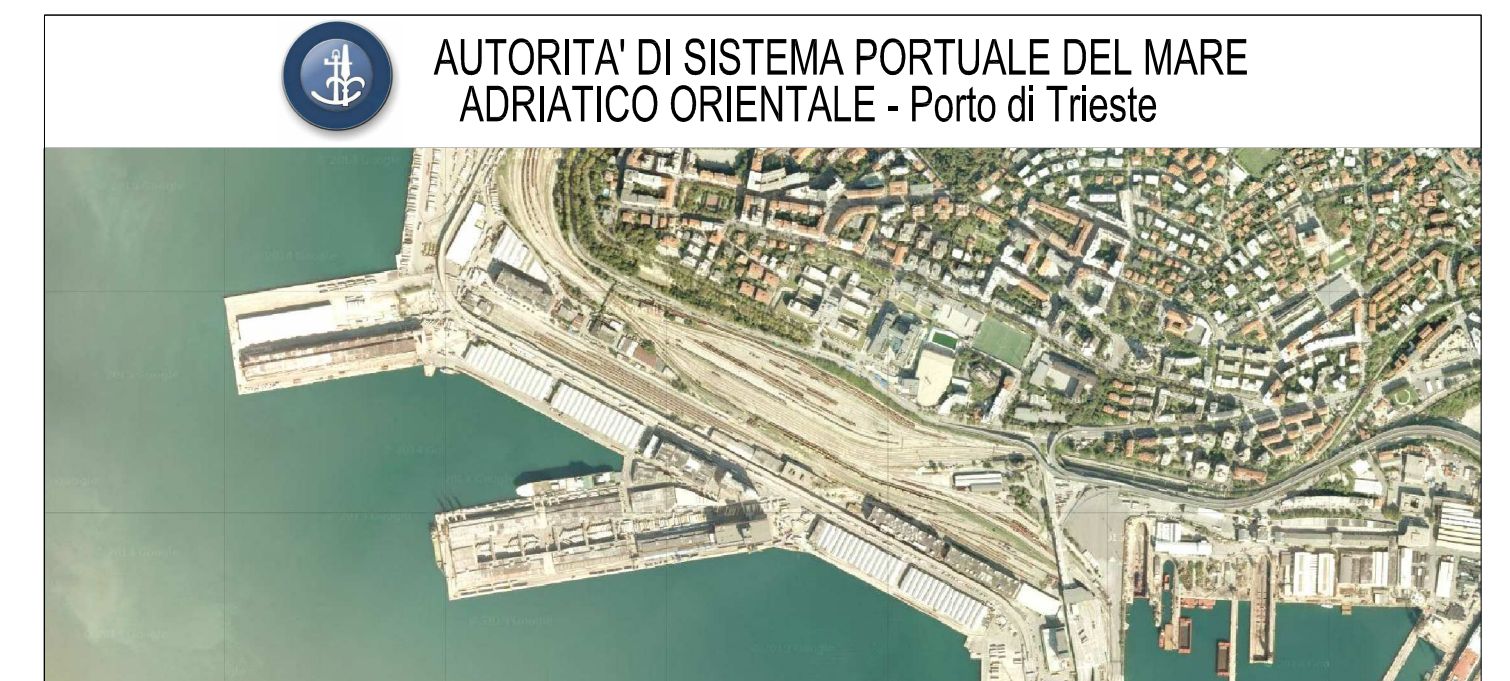 AUTORITA' DI SISTEMA PORTUALE DEL MARE
ADRIATICO ORIENTALE - Porto di Trieste